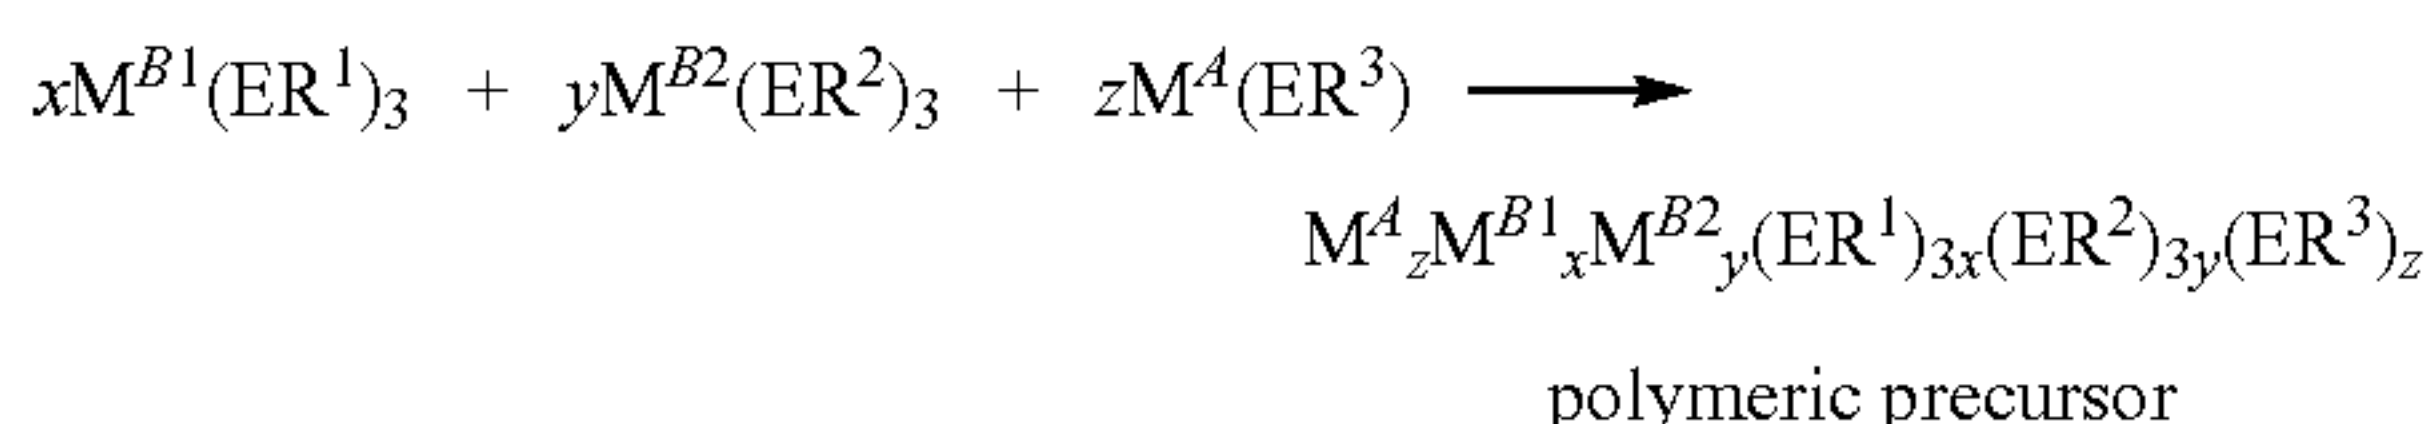 xM^{B1}(ER^1)_3 + yM^{B2}(ER^2)_3 + zM^A(ER^3) ⟶
M^A_zM^{B1}_xM^{B2}_y(ER^1)_{3x}(ER^2)_{3y}(ER^3)_z
polymeric precursor